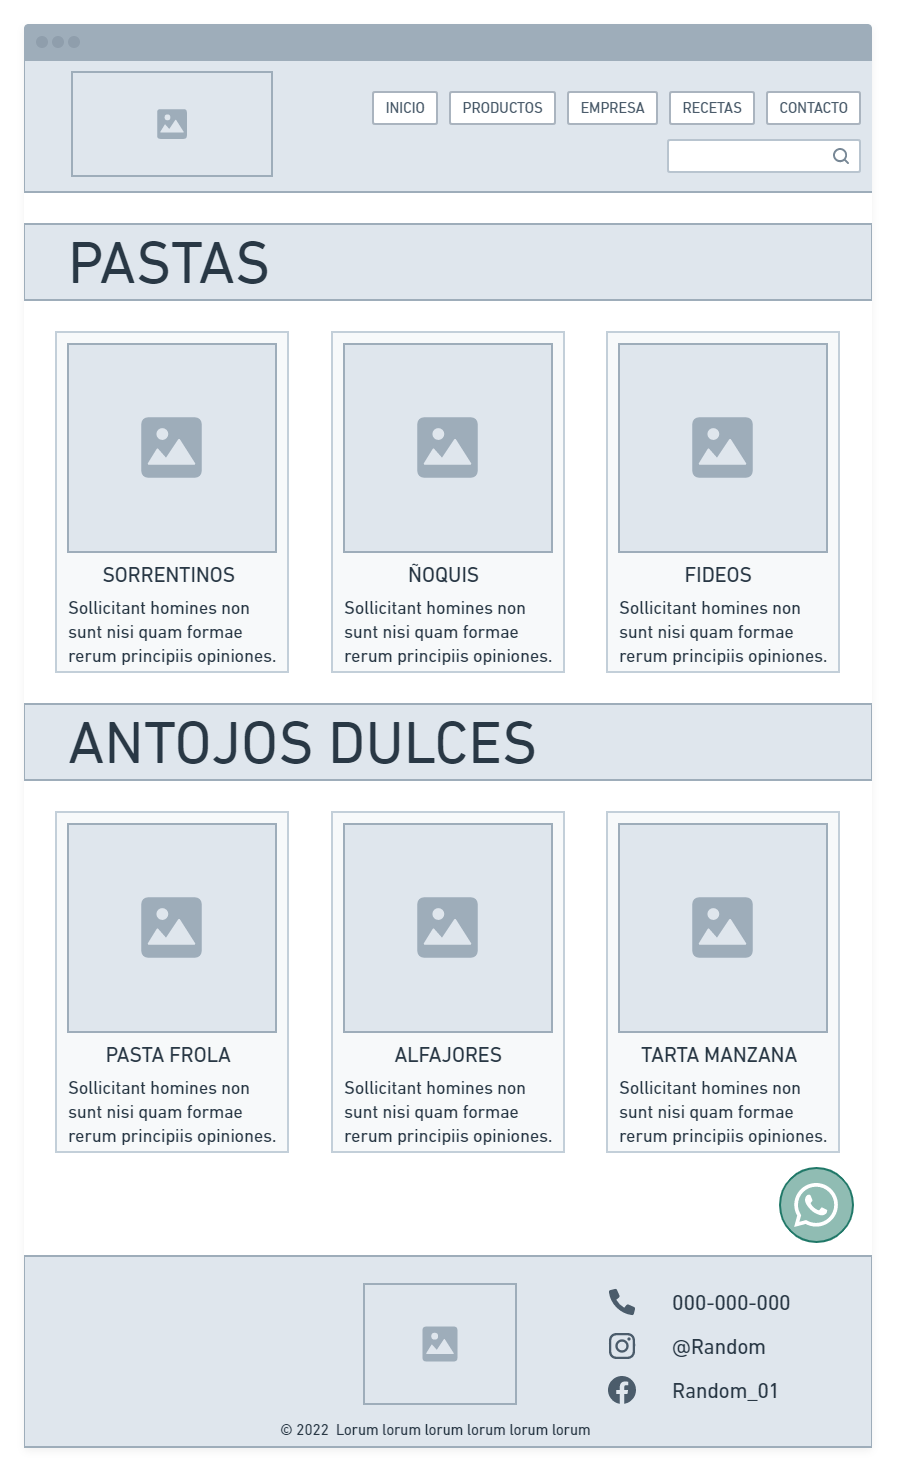 INICIO
PRODUCTOS
EMPRESA
RECETAS
CONTACTO
PASTAS
SORRENTINOS
Sollicitant homines non
sunt nisi quam formae
rerum principiis opiniones.
ÑOQUIS
Sollicitant homines non
sunt nisi quam formae
rerum principiis opiniones.
FIDEOS
Sollicitant homines non
sunt nisi quam formae
rerum principiis opiniones.
ANTOJOS DULCES
PASTA FROLA
Sollicitant homines non
sunt nisi quam formae
rerum principiis opiniones.
ALFAJORES
Sollicitant homines non
sunt nisi quam formae
rerum principiis opiniones.
TARTA MANZANA
Sollicitant homines non
sunt nisi quam formae
rerum principiis opiniones.
000-000-000
@Random
Random_01
© 2022  Lorum lorum lorum lorum lorum lorum